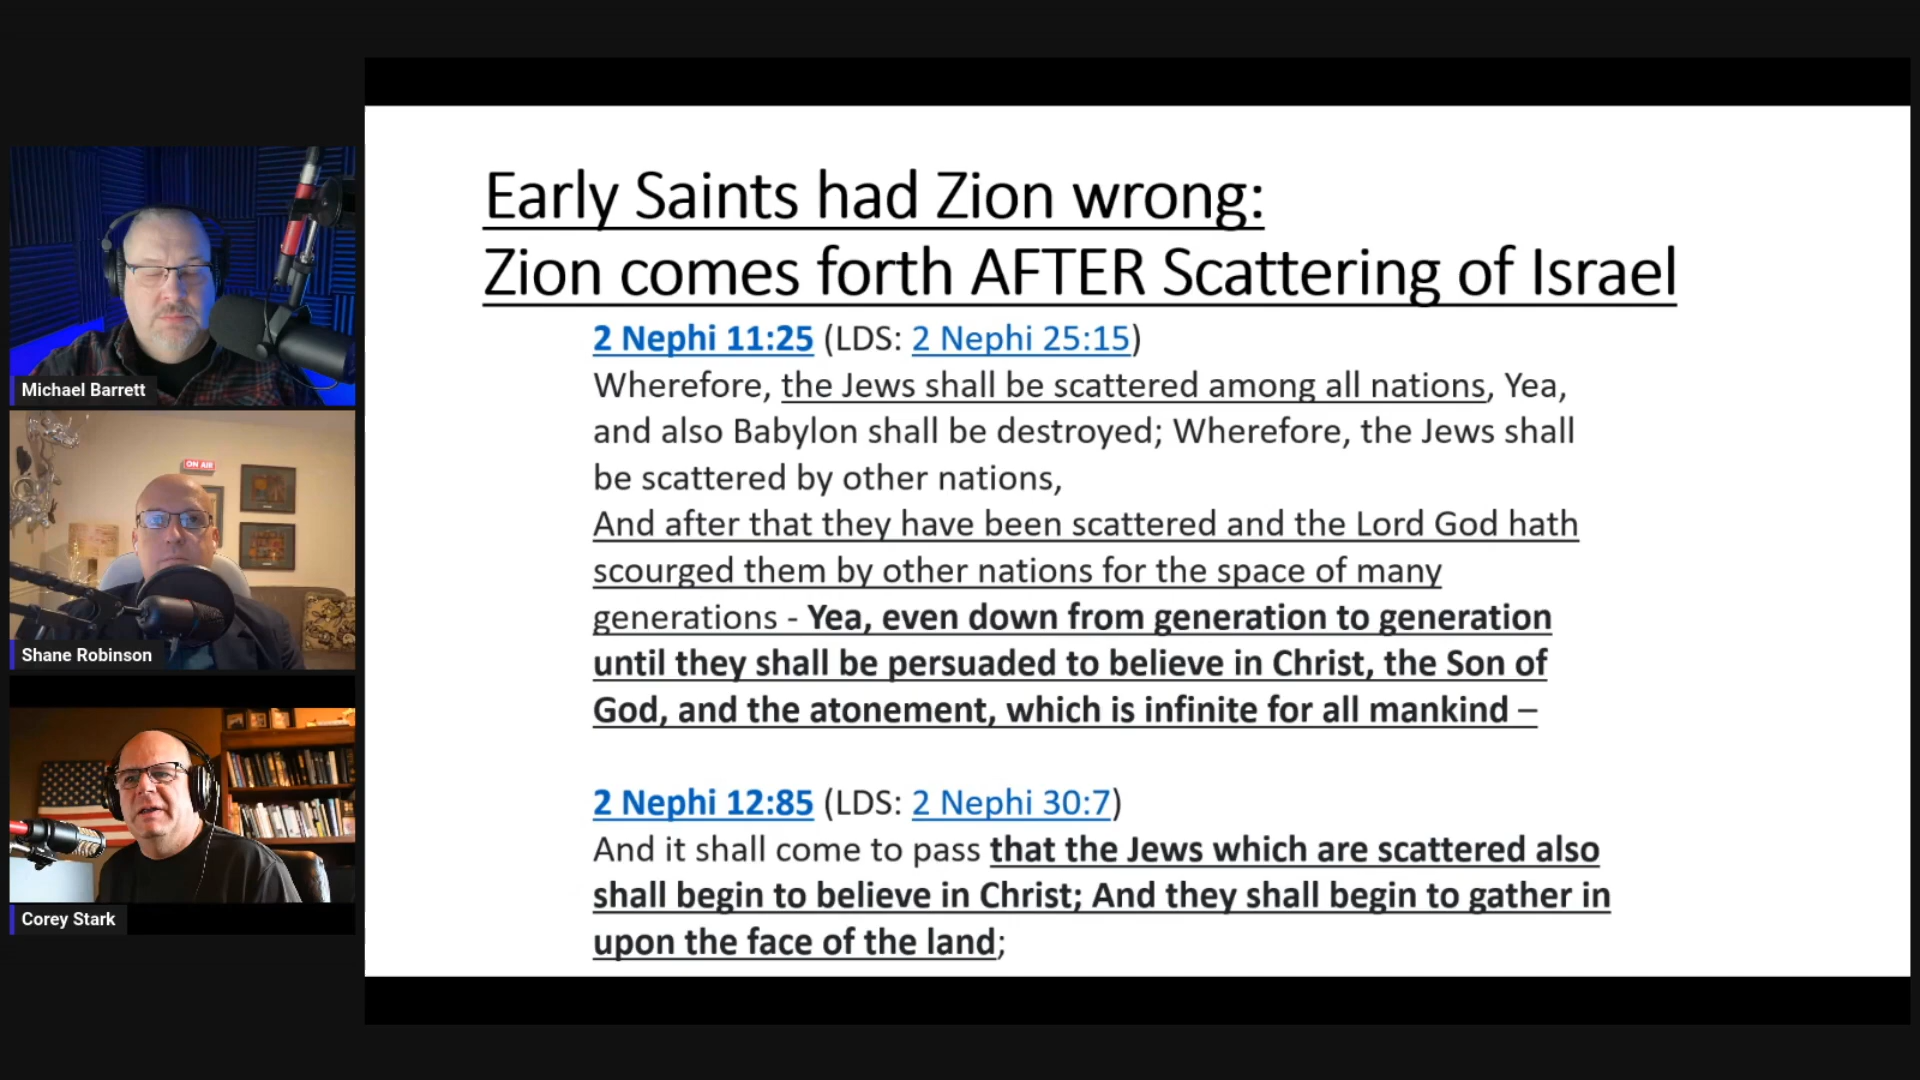 Early Saints had Zion wrong:
Zion comes forth AFTER Scattering of Israel
2 Nephi 11:25 (LDS: 2 Nephi 25:15)
Wherefore, the Jews shall be scattered among all nations, Yea,
and also Babylon shall be destroyed; Wherefore, the Jews shall
be scattered by other nations,
And after that they have been scattered and the Lord God hath
scourged them by other nations for the space of many
generations - Yea, even down from generation to generation
until they shall be persuaded to believe in Christ, the Son of
God, and the atonement, which is infinite for all mankind –
2 Nephi 12:85 (LDS: 2 Nephi 30:7)
And it shall come to pass that the Jews which are scattered also
shall begin to believe in Christ; And they shall begin to gather in
upon the face of the land;
Michael Barrett
ON AIR
Shane Robinson
Corey Stark